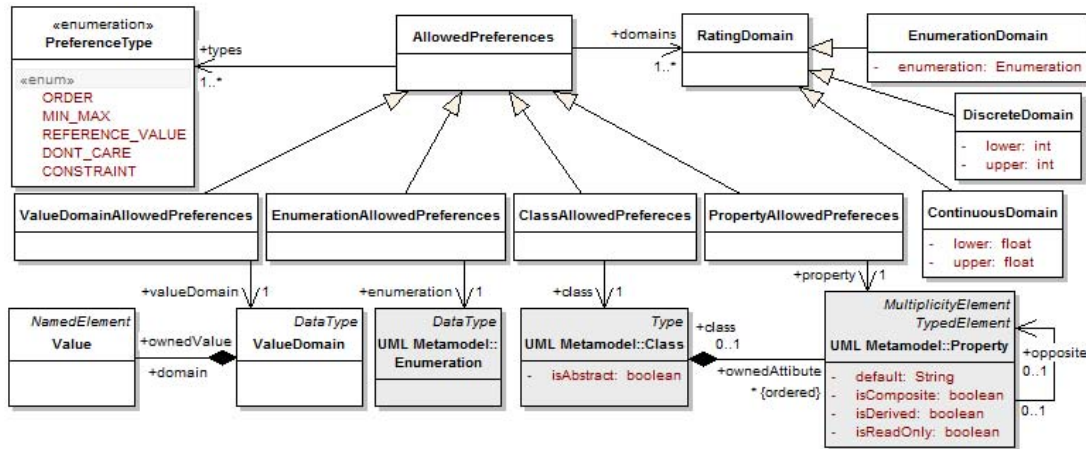 «enumeration»
PreferenceType
«enum»
ORDER
MIN_MAX
REFERENCE_VALUE
DONT_CARE
CONSTRAINT
+types
1..*
AllowedPreferences
+domains
1..*
RatingDomain
EnumerationDomain
- enumeration: Enumeration
DiscreteDomain
- lower: int
- upper: int
ContinuousDomain
- lower: float
- upper: float
ValueDomainAllowedPreferences
EnumerationAllowedPreferences
ClassAllowedPrefereces
PropertyAllowedPrefereces
+valueDomain
1
+enumeration
1
+class
1
+property
1
NamedElement
Value
+ownedValue
+domain
DataType
ValueDomain
DataType
UML Metamodel::
Enumeration
Type
UML Metamodel::Class
- isAbstract: boolean
+class
0..1
+ownedAttibute
* {ordered}
MultiplicityElement
TypedElement
UML Metamodel::Property
- default: String
- isComposite: boolean
- isDerived: boolean
- isReadOnly: boolean
+opposite
0..1
0..1